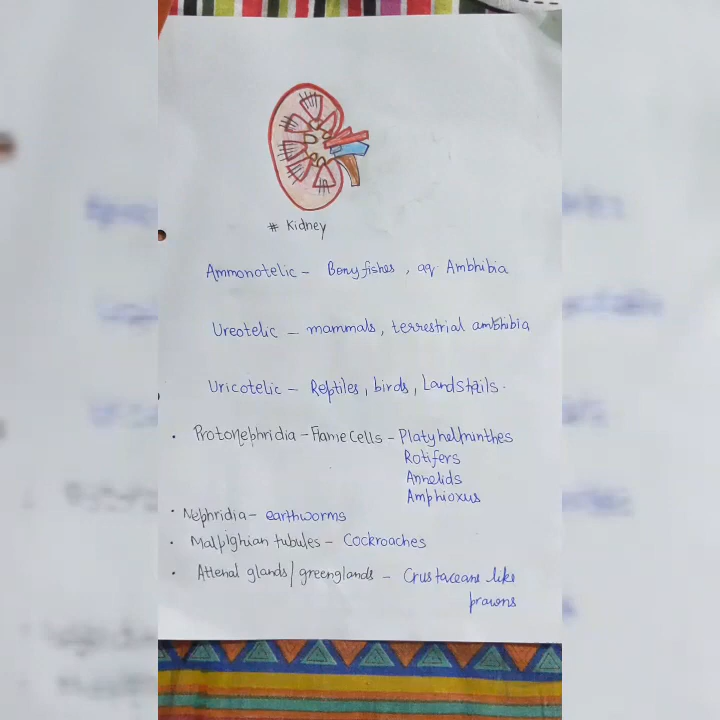 # Kidney
Ammonotelic - Bony fishes, aq Ambhibia
Ureotelic - mammals, terrestrial ambhibia
Uricotelic - Reptiles, birds, Land snails.
• Protonephridia - Flame Cells - Platyhelminthes
Rotifers
Annelids
Amphioxus
• Nephridia - earthworms
• Malpighian tubules - Cockroaches
• Attenal glands/greenglands - Crustaceans like
prawns